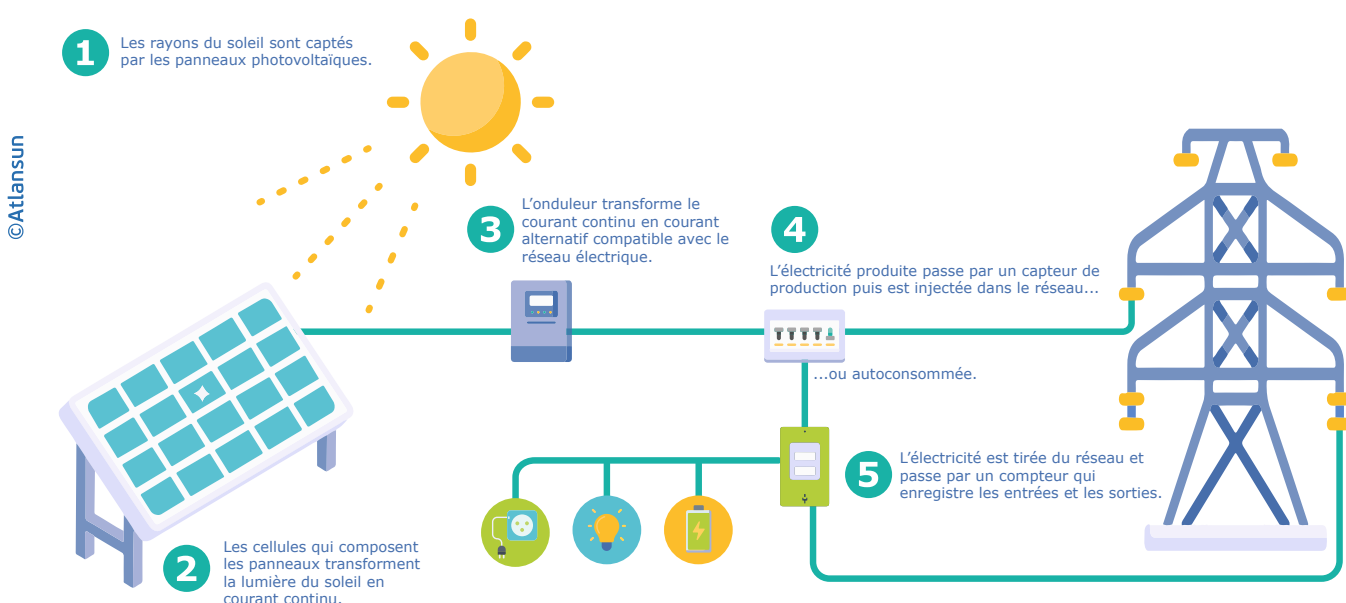 1
Les rayons du soleil sont captés
par les panneaux photovoltaïques.
©Atlansun
3
L’onduleur transforme le
courant continu en courant
alternatif compatible avec le
réseau électrique.
4
L’électricité produite passe par un capteur de
production puis est injectée dans le réseau...
...ou autoconsommée.
5
L’électricité est tirée du réseau et
passe par un compteur qui
enregistre les entrées et les sorties.
2
Les cellules qui composent
les panneaux transforment
la lumière du soleil en
courant continu.